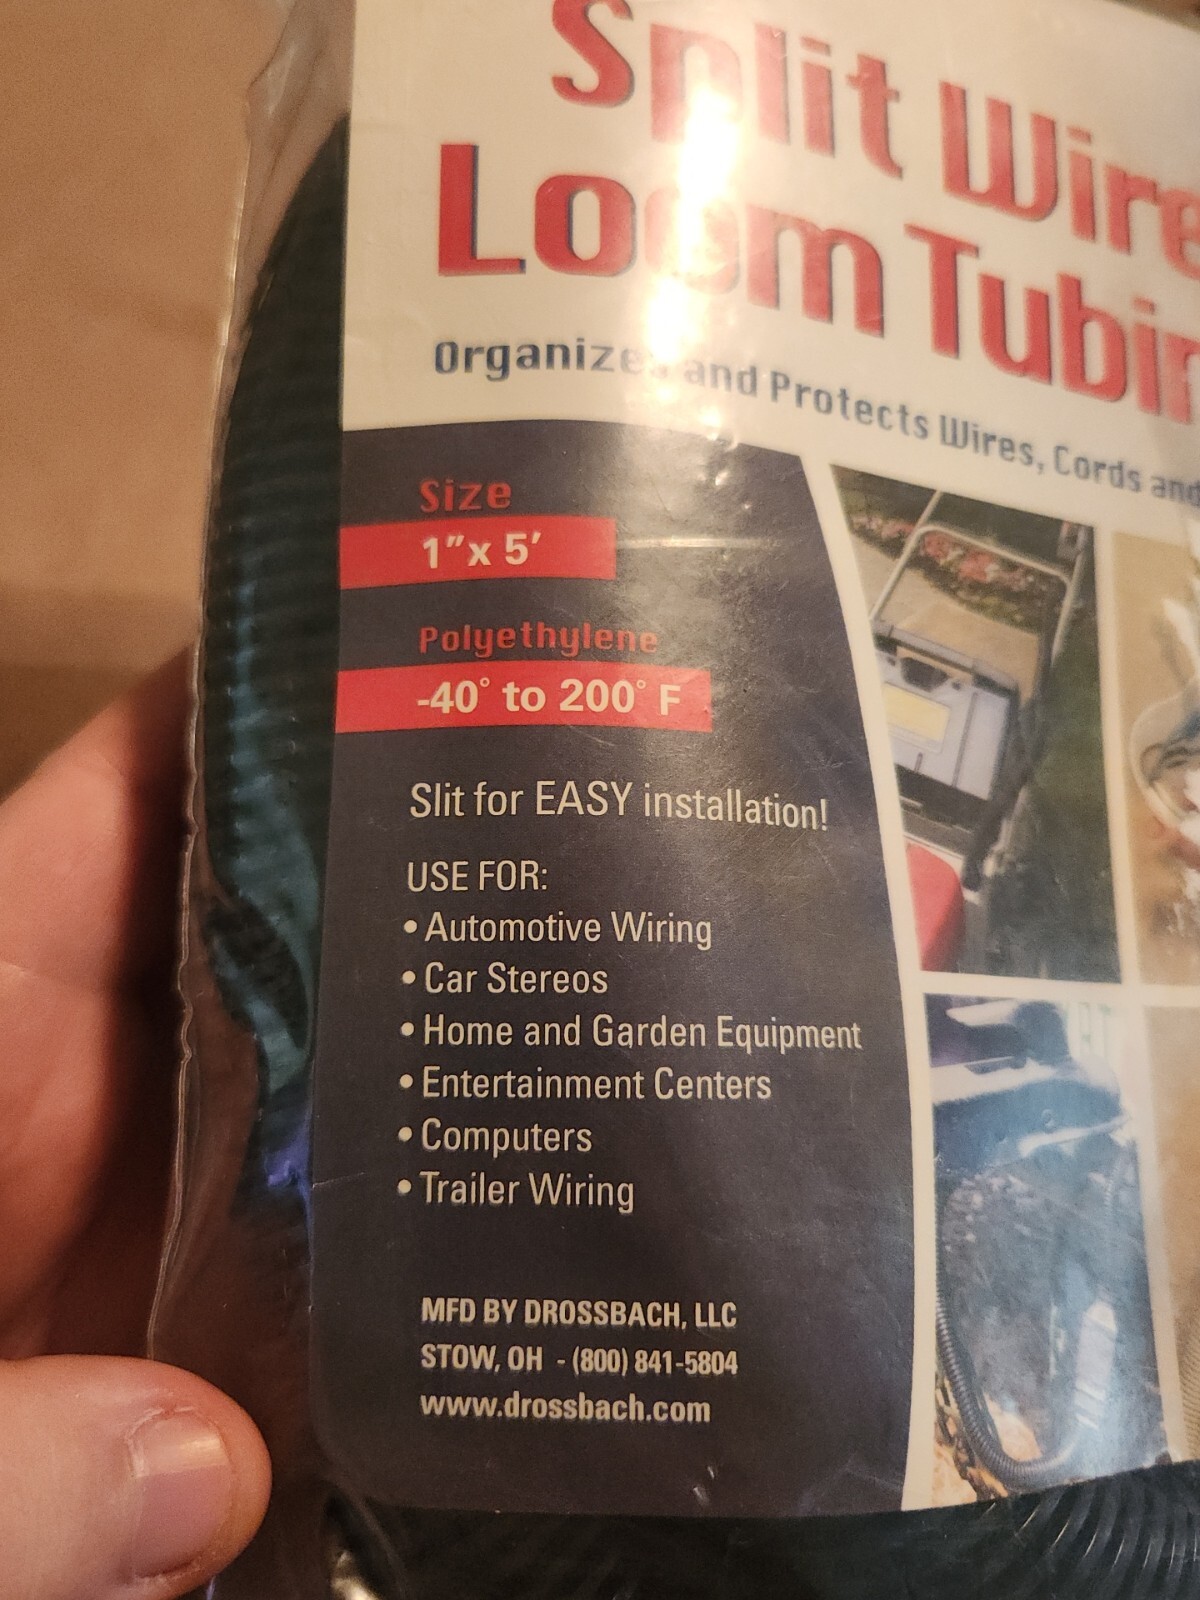 Split Wire
Loom Tubin
Organizes and Protects Wires, Cords and
Size
1" x 5'
Polyethylene
-40° to 200° F
Slit for EASY installation!
USE FOR:
• Automotive Wiring
• Car Stereos
• Home and Garden Equipment
• Entertainment Centers
• Computers
• Trailer Wiring
MFD BY DROSSBACH, LLC
STOW, OH - (800) 841-5804
www.drossbach.com